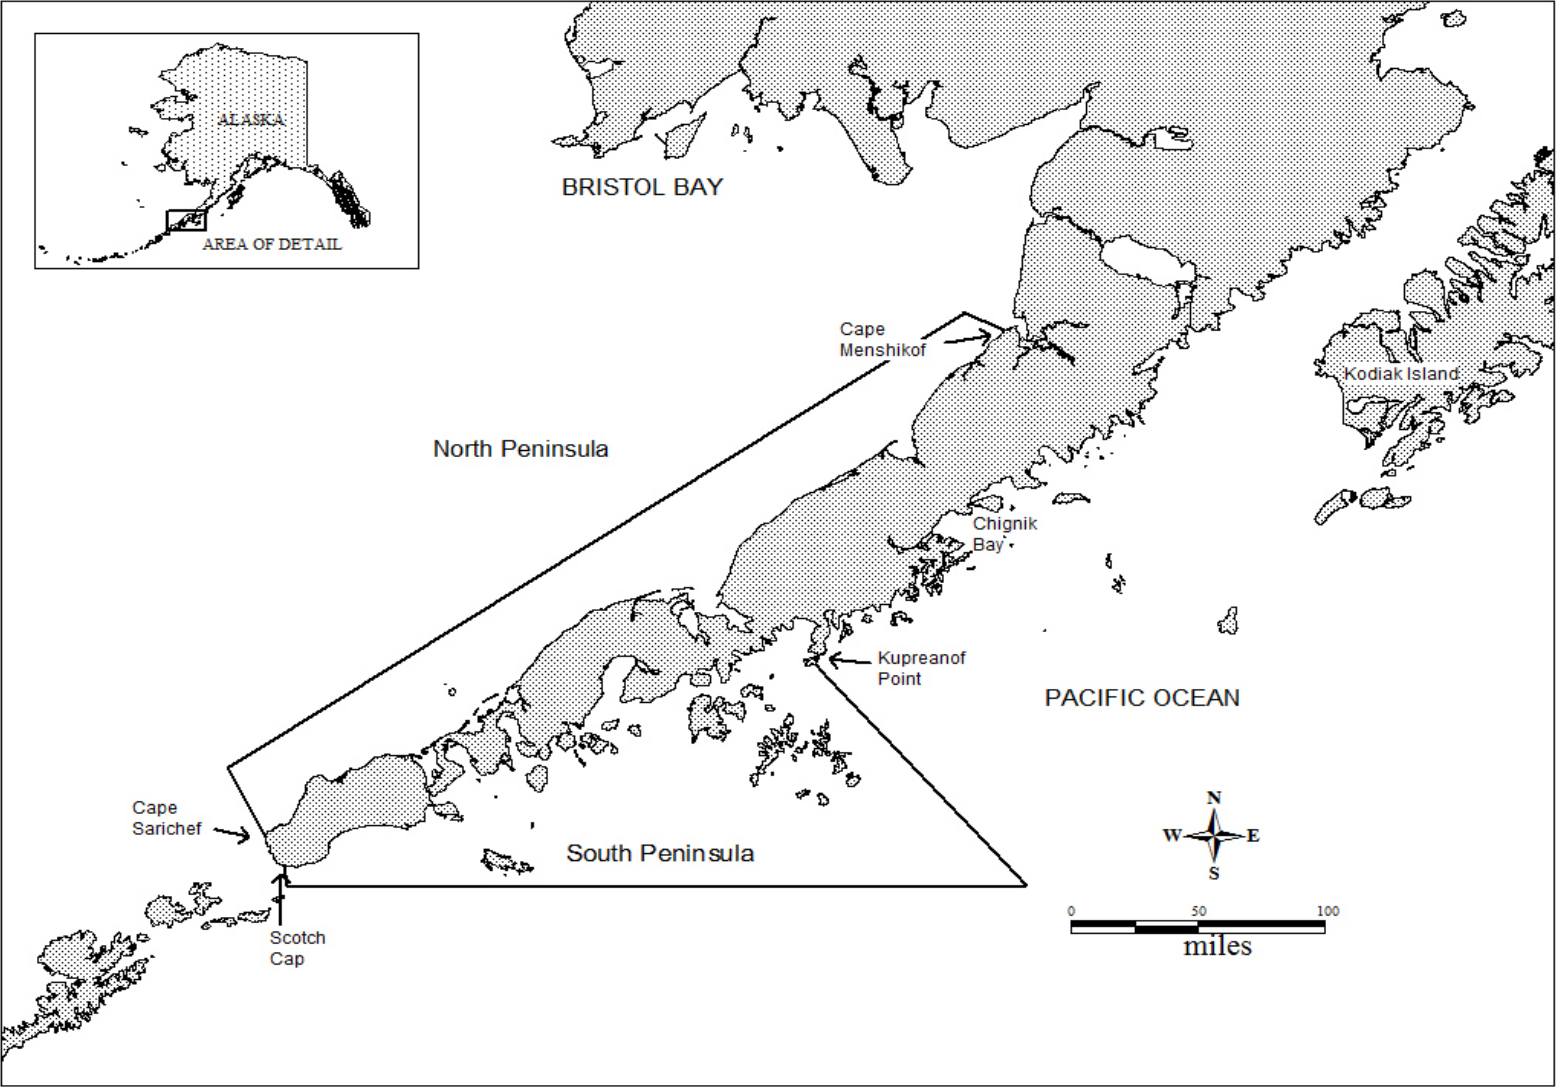 ALASKA
AREA OF DETAIL
BRISTOL BAY
Cape
Menshikof
Kodiak Island
North Peninsula
Chignik
Bay
Kupreanof
Point
PACIFIC OCEAN
Cape
Sarichef
South Peninsula
N
W E
S
Scotch
Cap
0 50 100
miles